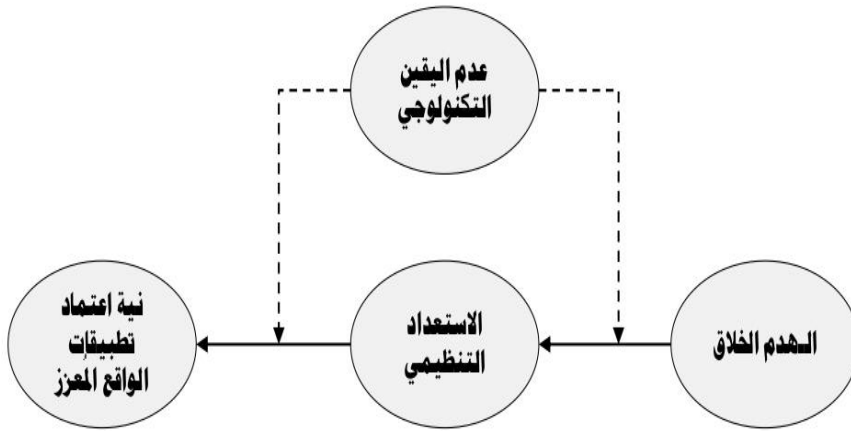 عدم اليقين
التكنولوجي
الهدم الخلاق
الاستعداد
التنظيمي
نية اعتماد
تطبيقات
الواقع المعزز